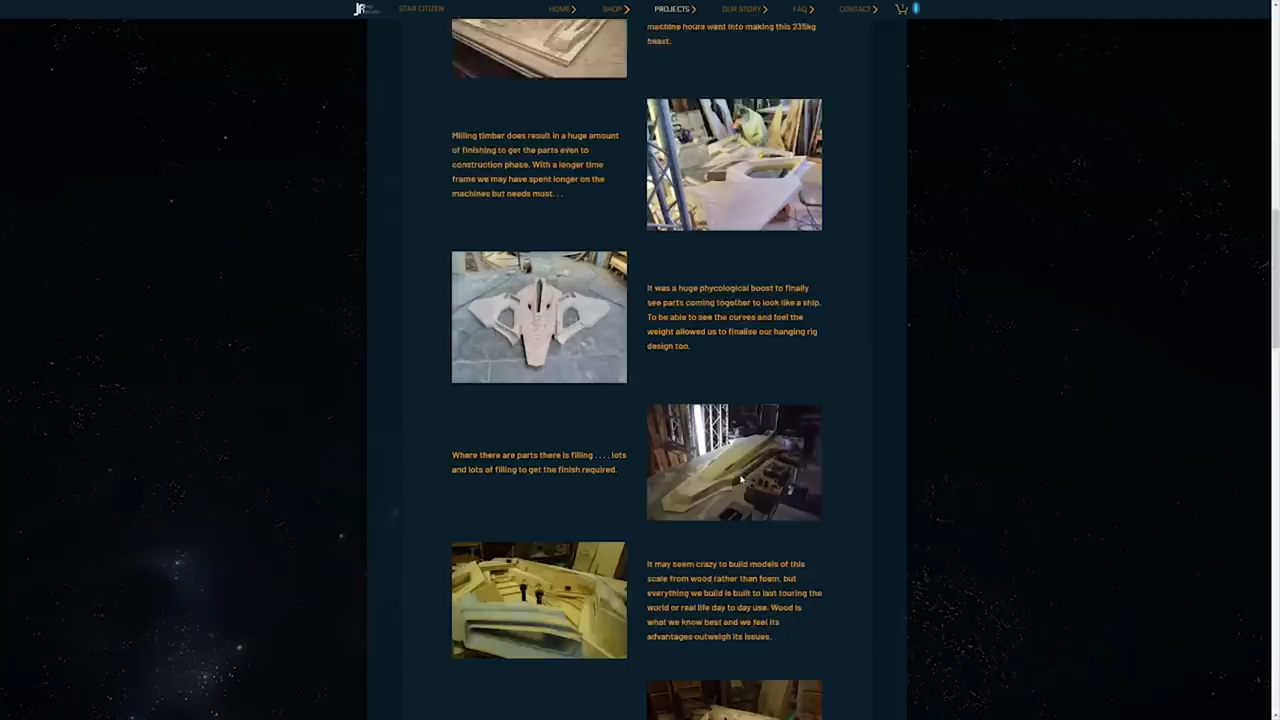 STAR CITIZEN
HOME
SHOP
PROJECTS
OUR STORY
FAQ
CONTACT
machine hours went into making this 235kg
beast.
Milling timber does result in a huge amount
of finishing to get the parts even to
construction phase. With a longer time
frame we may have spent longer on the
machines but needs must. . .
It was a huge phycological boost to finally
see parts coming together to look like a ship.
To be able to see the curves and feel the
weight allowed us to finalise our hanging rig
design too.
Where there are parts there is filling . . . . lots
and lots of filling to get the finish required.
It may seem crazy to build models of this
scale from wood rather than foam, but
everything we build is built to last touring the
world or real life day to day use. Wood is
what we know best and we feel its
advantages outweigh its issues.